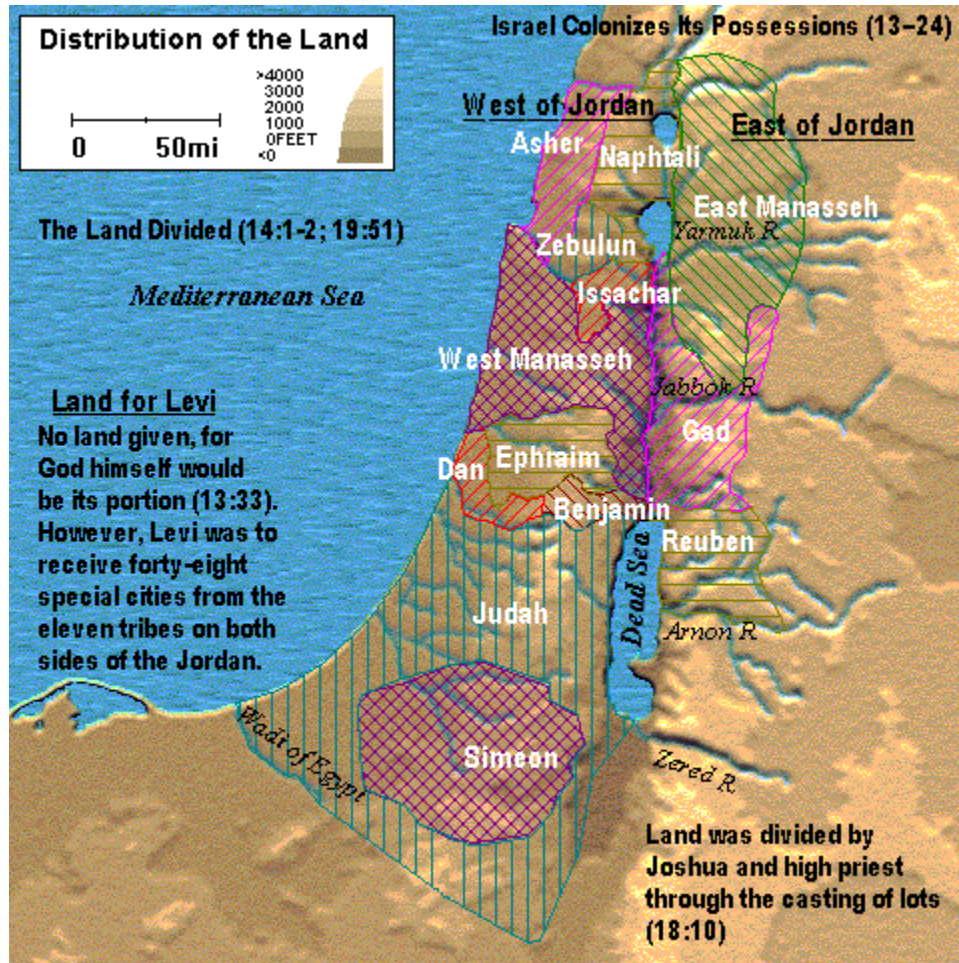 Distribution of the Land
>4000
3000
2000
1000
0FEET
<0
0 50mi
Israel Colonizes Its Possessions (13–24)
West of Jordan
East of Jordan
Asher
Naphtali
East Manasseh
Yarmuk R
The Land Divided (14:1-2; 19:51)
Zebulun
Mediterranean Sea
Issachar
West Manasseh
Jabbok R
Land for Levi
No land given, for
God himself would
be its portion (13:33).
However, Levi was to
receive forty-eight
special cities from the
eleven tribes on both
sides of the Jordan.
Gad
Dan
Ephraim
Benjamin
Reuben
Dead Sea
Judah
Arnon R
Wadi of Egypt
Simeon
Zered R
Land was divided by
Joshua and high priest
through the casting of lots
(18:10)